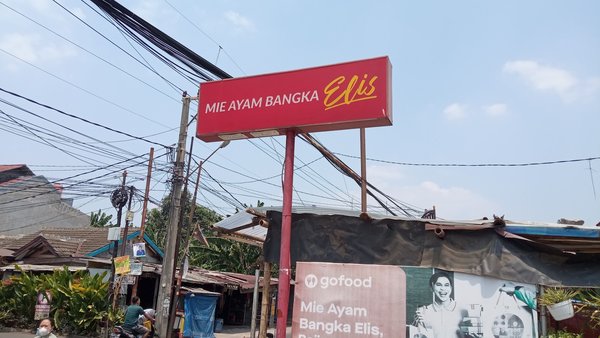 MIE AYAM BANGKA Elis
gofood
Mie Ayam
Bangka Elis,